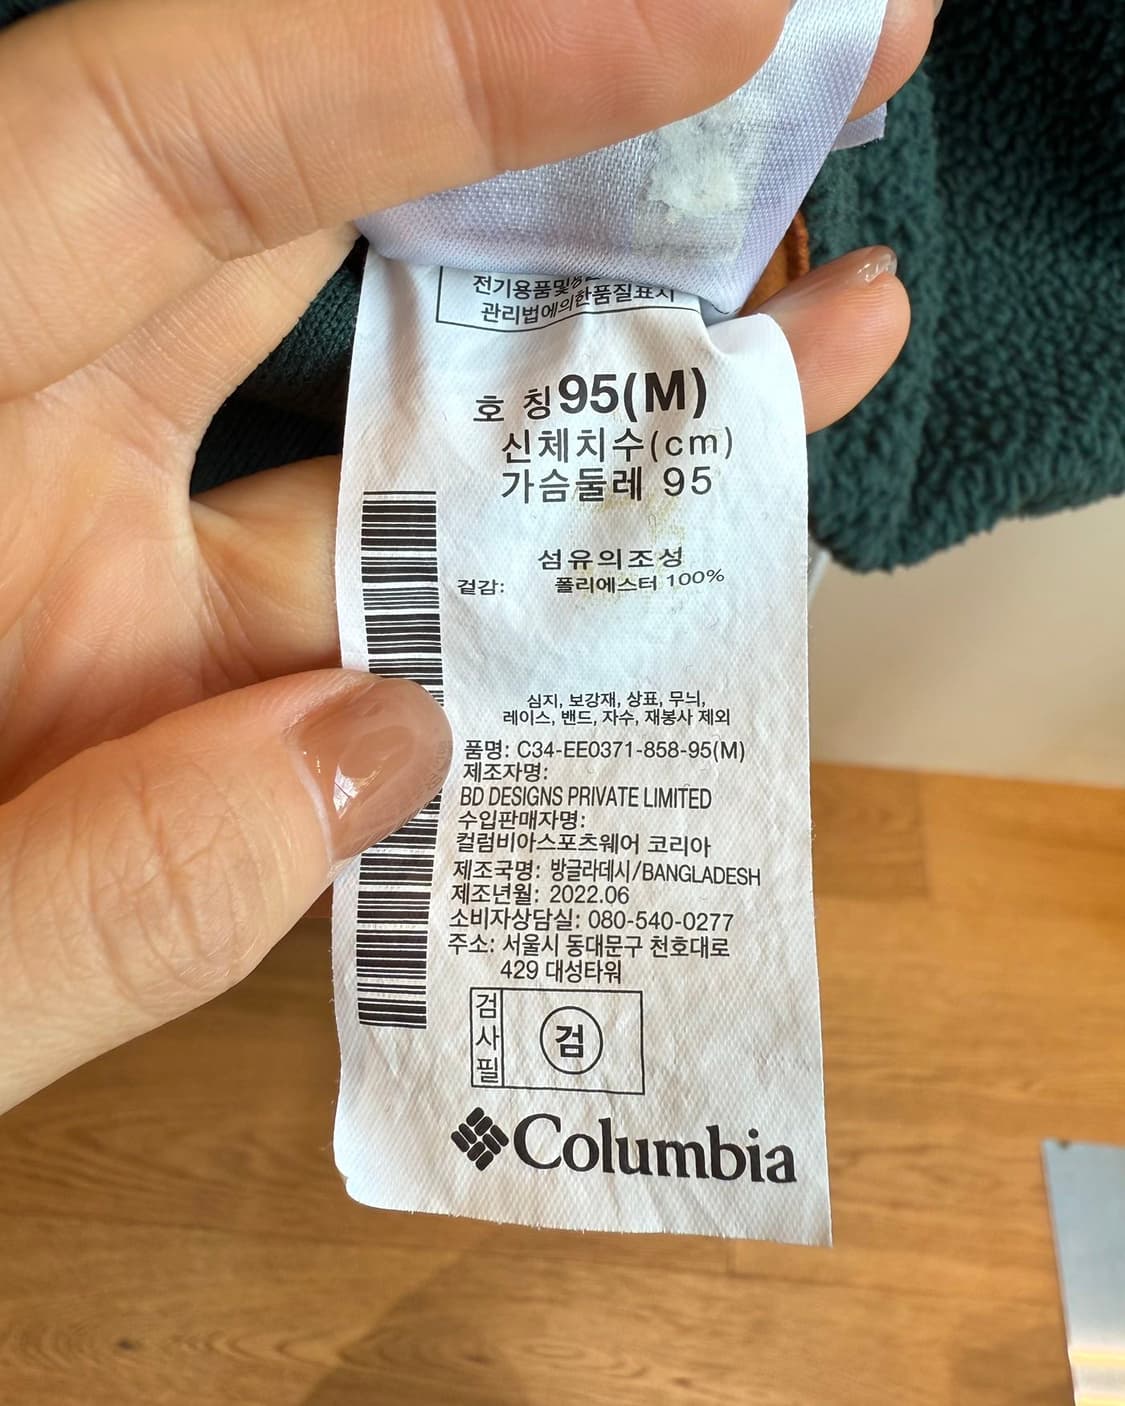 전기용품및생
관리법에의한품질표시
호 칭 95(M)
신체치수(cm)
가슴둘레 95
섬유의조성
겉감: 폴리에스터 100%
심지, 보강재, 상표, 무늬,
레이스, 밴드, 자수, 재봉사 제외
품명: C34-EE0371-858-95(M)
제조자명:
BD DESIGNS PRIVATE LIMITED
수입판매자명:
컬럼비아스포츠웨어 코리아
제조국명: 방글라데시/BANGLADESH
제조년월: 2022.06
소비자상담실: 080-540-0277
주소: 서울시 동대문구 천호대로
429 대성타워
검사필
검
Columbia